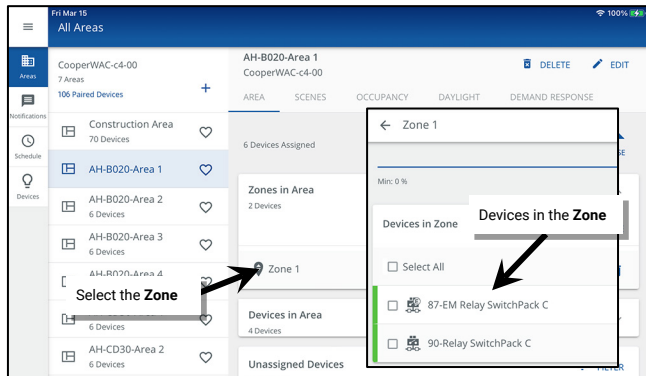 Fri Mar 15
100%
All Areas
Areas
Notifications
Schedule
Devices
CooperWAC-c4-00
7 Areas
106 Paired Devices
+
Construction Area
70 Devices
AH-B020-Area 1
AH-B020-Area 2
6 Devices
AH-B020-Area 3
6 Devices
AH-B020-Area 4
6 Devices
AH-CD30-Area 2
6 Devices
Select the Zone
AH-B020-Area 1
CooperWAC-c4-00
DELETE
EDIT
AREA SCENES OCCUPANCY DAYLIGHT DEMAND RESPONSE
6 Devices Assigned
Zones in Area
2 Devices
Zone 1
Devices in Area
4 Devices
Unassigned Devices
FILTER
Zone 1
Min: 0 %
Devices in Zone
Devices in the Zone
Select All
87-EM Relay SwitchPack C
90-Relay SwitchPack C